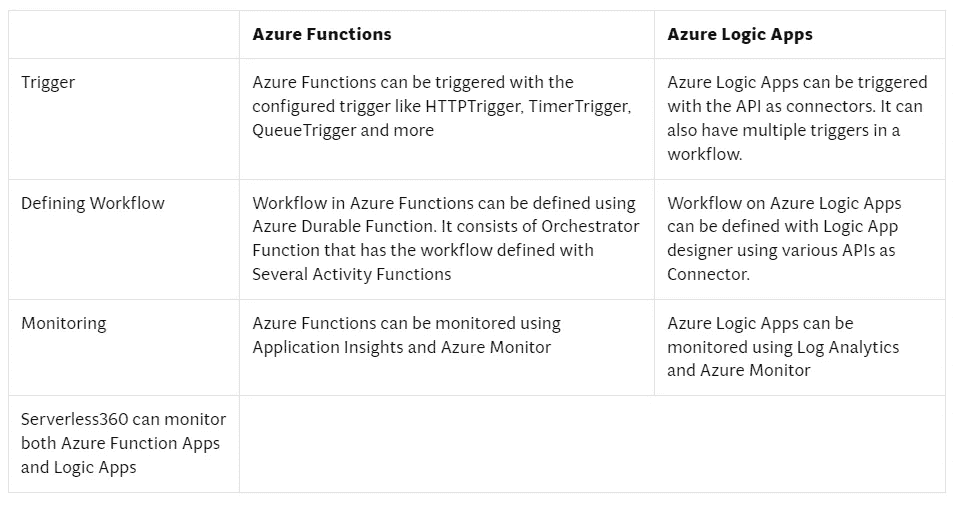 Azure Functions
Azure Logic Apps
Trigger
Azure Functions can be triggered with the
configured trigger like HTTPTrigger, TimerTrigger,
QueueTrigger and more
Azure Logic Apps can be triggered
with the API as connectors. It can
also have multiple triggers in a
workflow.
Defining Workflow
Workflow in Azure Functions can be defined using
Azure Durable Function. It consists of Orchestrator
Function that has the workflow defined with
Several Activity Functions
Workflow on Azure Logic Apps
can be defined with Logic App
designer using various APIs as
Connector.
Monitoring
Azure Functions can be monitored using
Application Insights and Azure Monitor
Azure Logic Apps can be
monitored using Log Analytics
and Azure Monitor
Serverless360 can monitor
both Azure Function Apps
and Logic Apps